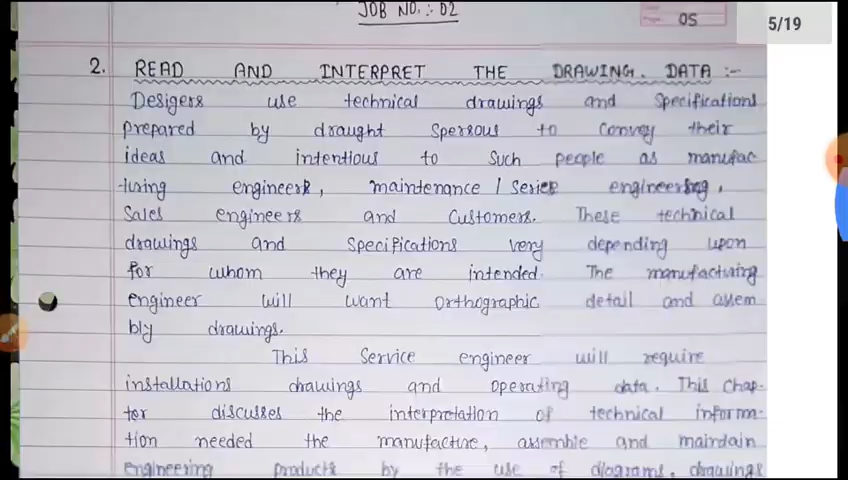 JOB NO.:- 02
05
5/19
2. READ AND INTERPRET THE DRAWING. DATA :-
Desigers use technical drawings and Specifications
prepared by draught Spersous to convey their
ideas and intentious to Such people as manufac
turing engineer, maintenance / Series engineering,
Sales engineers and Customers. These technical
drawings and Specifications very depending upon
for whom they are intended. The manufacturing
engineer will want orthographic detail and assem
bly drawings.
This Service engineer will require
installations drawings and operating data. This Chap-
ter discusses the interpretation of technical informa-
tion needed the manufactire, assemble and maindain
engineering products by the use of diagrams, drawings